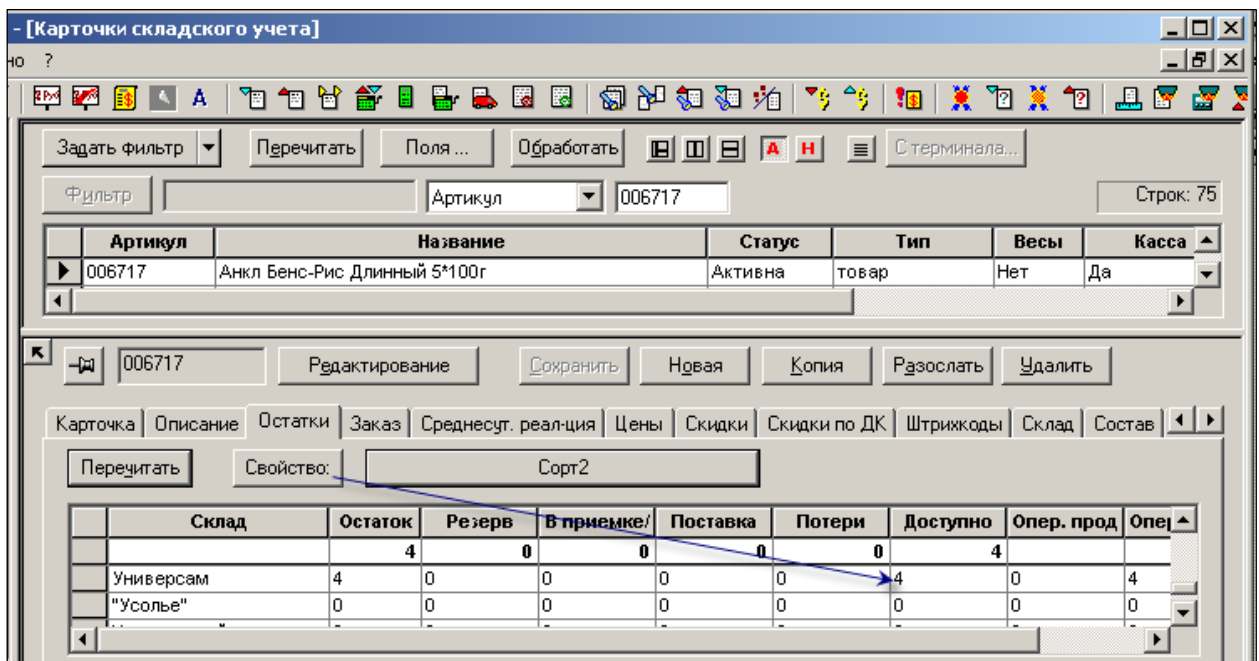 - [Карточки складского учета]
но ?
Задать фильтр Перечитать Поля ... Обработать А Н С терминала...
Фильтр Артикул 006717 Строк: 75
Артикул Название Статус Тип Весы Касса
006717 Анкл Бенс-Рис Длинный 5*100г Активна товар Нет Да
006717 Редактирование Сохранить Новая Копия Разослать Удалить
Карточка Описание Остатки Заказ Среднесут. реал-ция Цены Скидки Скидки по ДК Штрихкоды Склад Состав
Перечитать Свойство: Сорт2
Склад Остаток Резерв В приемке/ Поставка Потери Доступно Опер. прод Опер
4 0 0 0 0 4
Универсам 4 0 0 0 0 4 0 4
"Усолье" 0 0 0 0 0 0 0 0